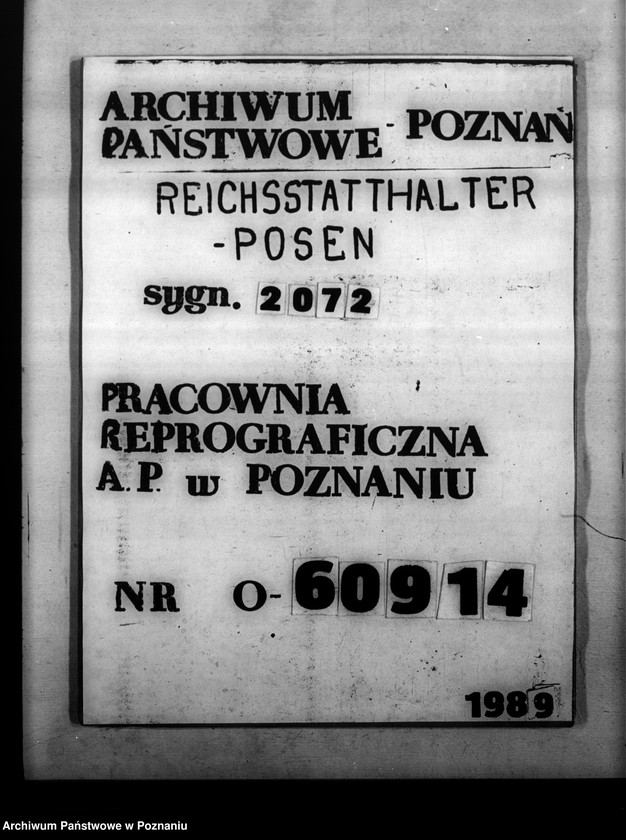 ARCHIWUM
PAŃSTWOWE - POZNAŃ
REICHSSTATTHALTER
-POSEN
sygn. 2072
PRACOWNIA
REPROGRAFICZNA
A.P. w POZNANIU
NR O-60914
1989
Archiwum Państwowe w Poznaniu